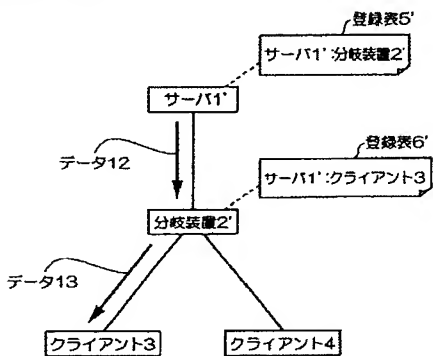 登録表5'
サーバ1':分岐装置2'
サーバ1'
データ12
登録表6'
サーバ1':クライアント3
分岐装置2'
データ13
クライアント3
クライアント4